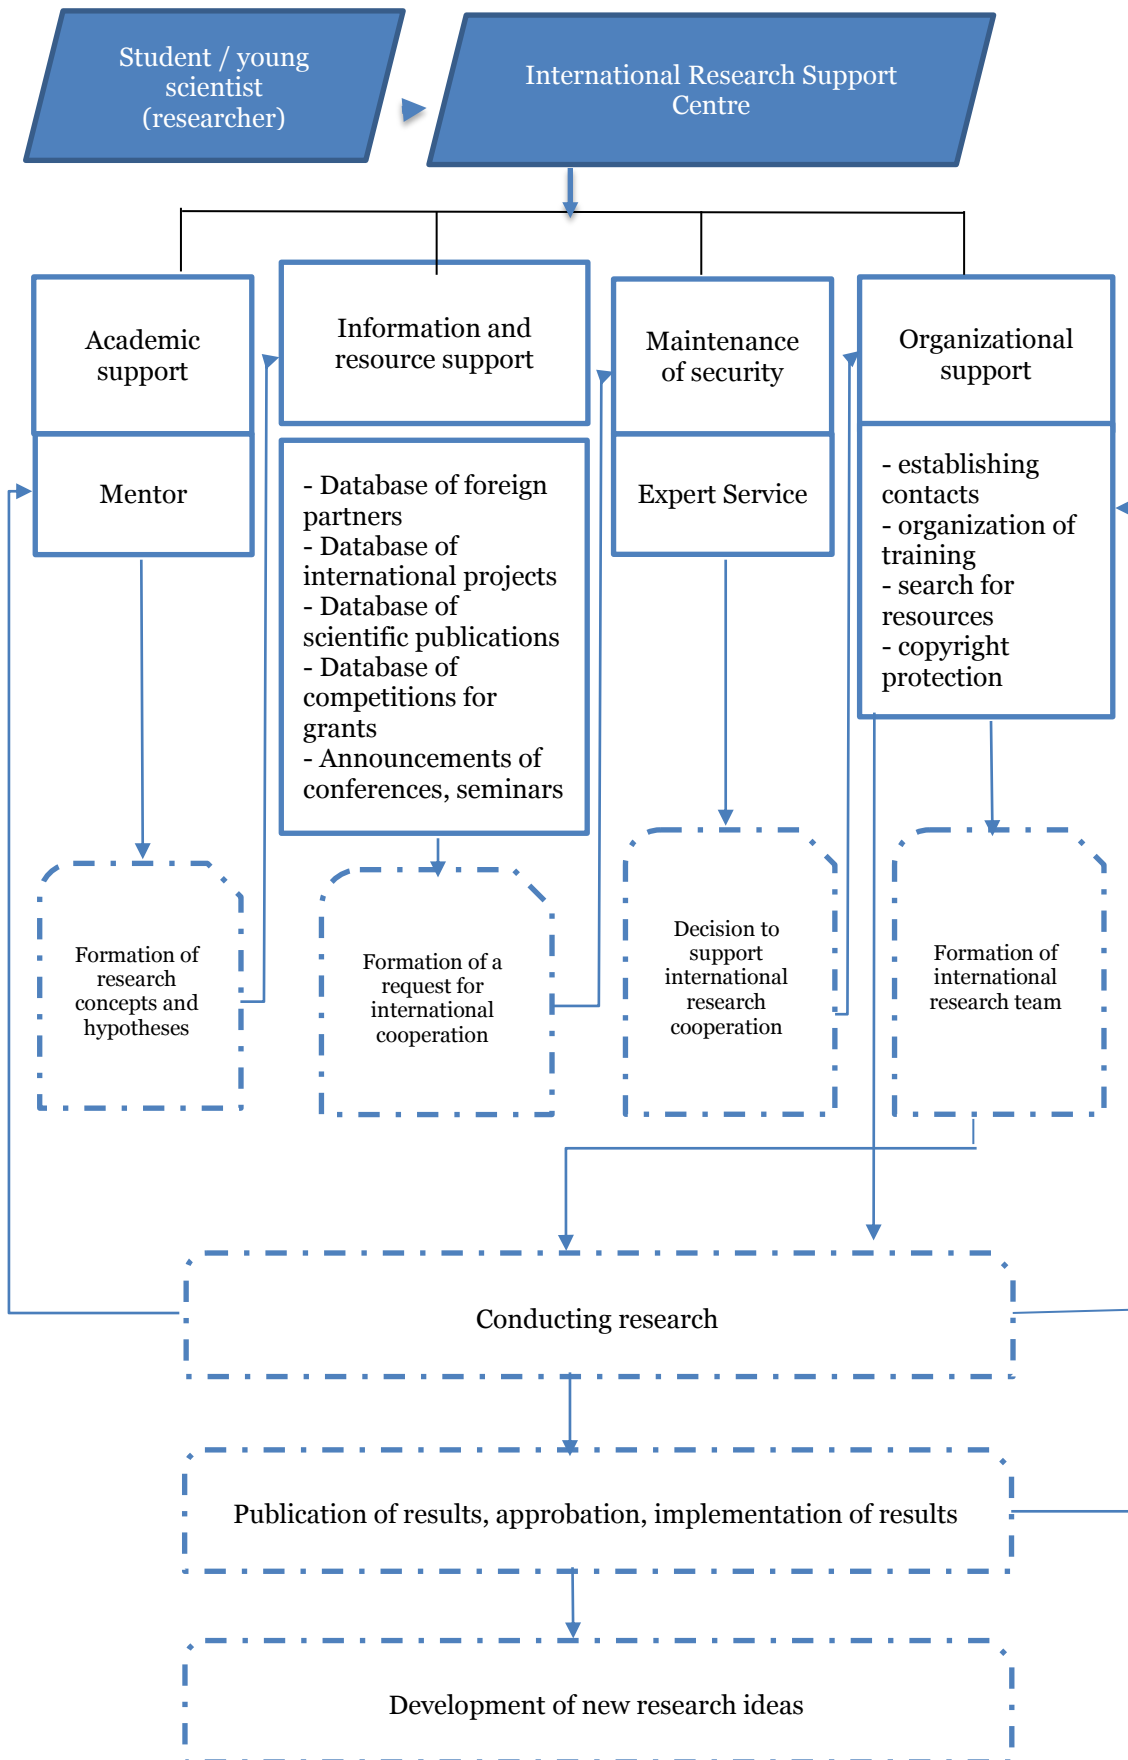 Student / young
scientist
(researcher)
International Research Support
Centre
Academic
support
Information and
resource support
Maintenance
of security
Organizational
support
Mentor
- Database of foreign
partners
- Database of
international projects
- Database of
scientific publications
- Database of
competitions for
grants
- Announcements of
conferences, seminars
Expert Service
- establishing
contacts
- organization of
training
- search for
resources
- copyright
protection
Formation of
research
concepts and
hypotheses
Formation of a
request for
international
cooperation
Decision to
support
international
research
cooperation
Formation of
international
research team
Conducting research
Publication of results, approbation, implementation of results
Development of new research ideas